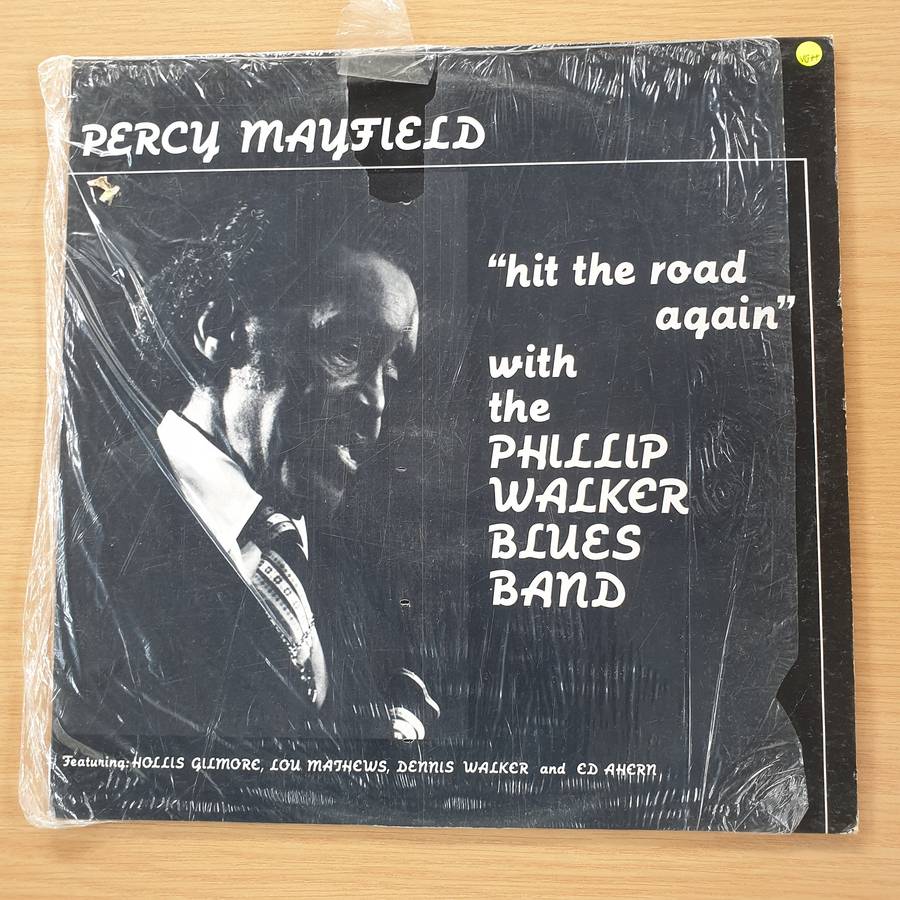 VG++
PERCY MAYFIELD
“hit the road
again”
with
the
PHILLIP
WALKER
BLUES
BAND
Featuring: HOLLIS GILMORE, LOU MATHEWS, DENNIS WALKER and ED AHERN